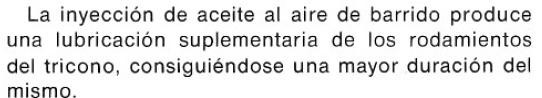 La inyección de aceite al aire de barrido produce
una lubricación suplementaria de los rodamientos
del tricono, consiguiéndose una mayor duración del
mismo.